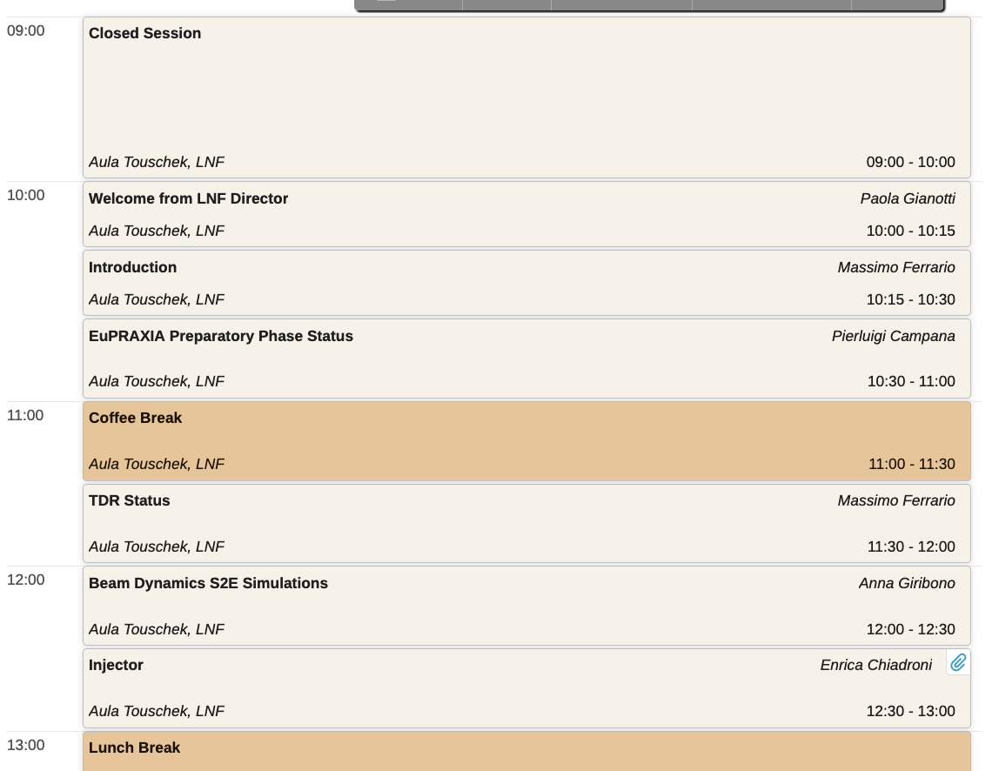 09:00
Closed Session
Aula Touschek, LNF 09:00 - 10:00
10:00
Welcome from LNF Director Paola Gianotti
Aula Touschek, LNF 10:00 - 10:15
Introduction Massimo Ferrario
Aula Touschek, LNF 10:15 - 10:30
EuPRAXIA Preparatory Phase Status Pierluigi Campana
Aula Touschek, LNF 10:30 - 11:00
11:00
Coffee Break
Aula Touschek, LNF 11:00 - 11:30
TDR Status Massimo Ferrario
Aula Touschek, LNF 11:30 - 12:00
12:00
Beam Dynamics S2E Simulations Anna Giribono
Aula Touschek, LNF 12:00 - 12:30
Injector Enrica Chiadroni
Aula Touschek, LNF 12:30 - 13:00
13:00
Lunch Break